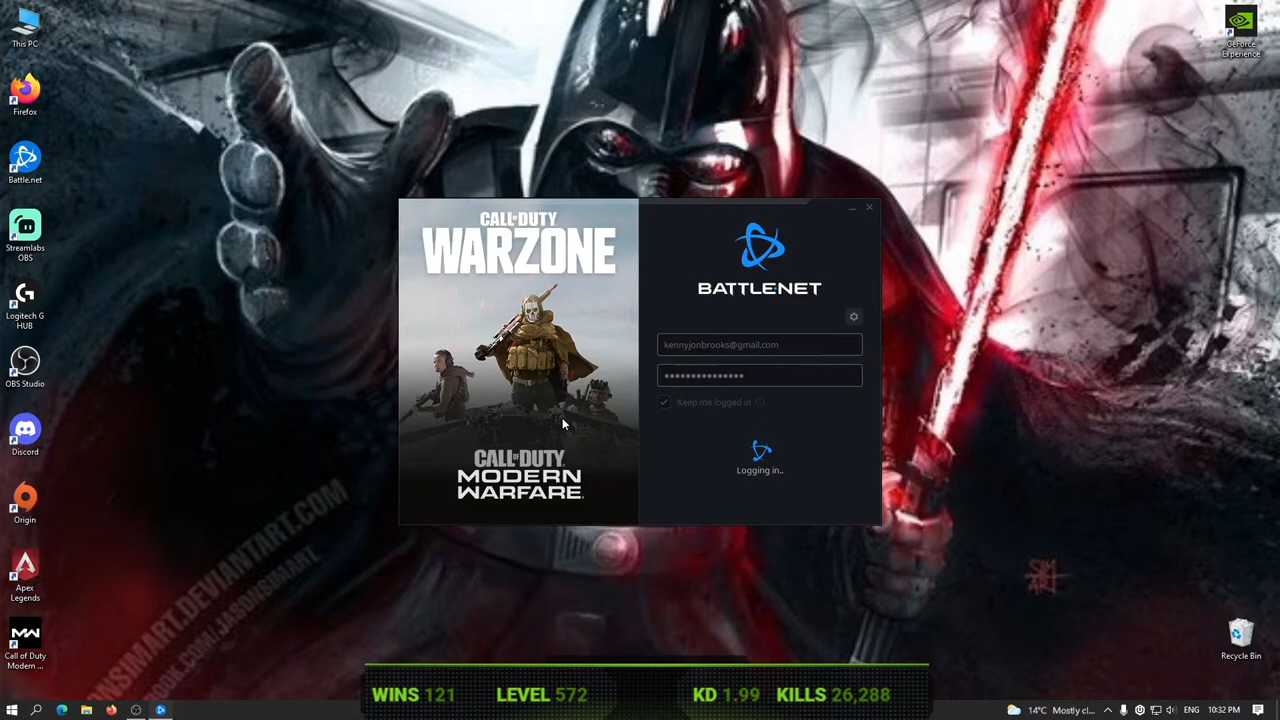 This PC
Firefox
Battle.net
Streamlabs
OBS
Logitech G
HUB
OBS Studio
Discord
Origin
Apex
Legends
MW
Call of Duty
Modern ...
GeForce
Experience
Recycle Bin
CALL OF DUTY
WARZONE
CALL OF DUTY
MODERN
WARFARE
BATTLE.NET
kennyjonbrooks@gmail.com
•••••••••••••••
Keep me logged in
Logging in..
SIM
ART
WINS 121 LEVEL 572 KD 1.99 KILLS 26,288
14°C Mostly cl... ENG 10:32 PM